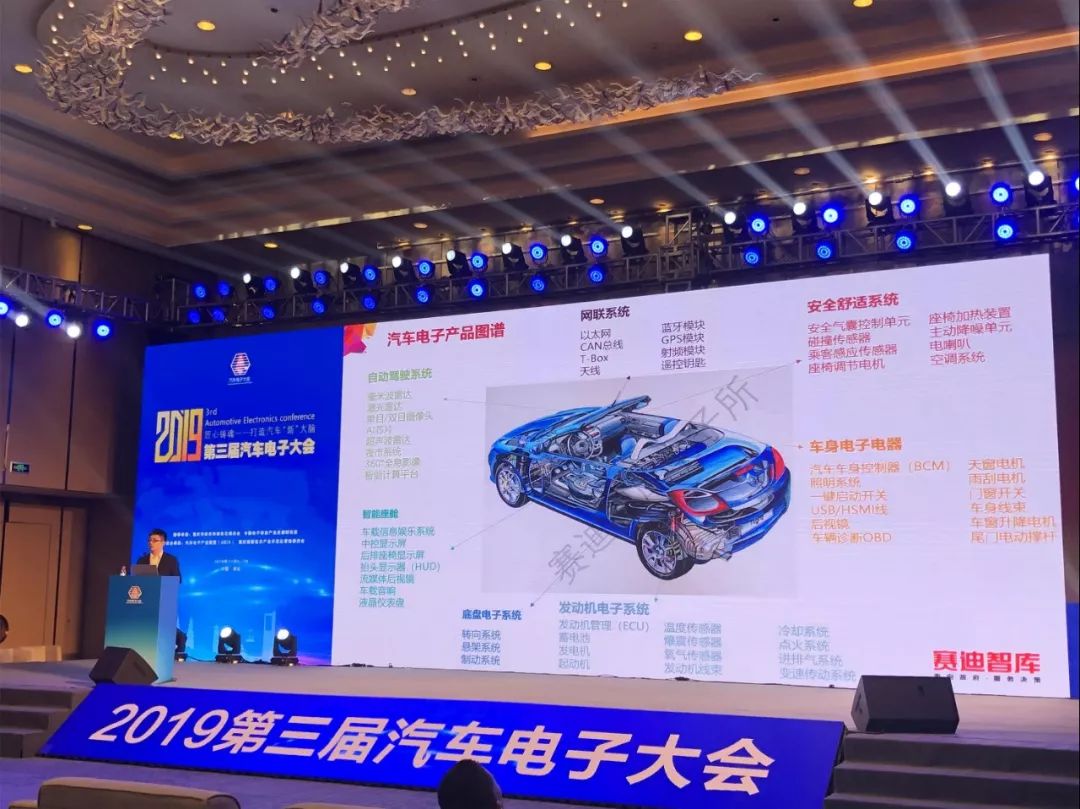 汽车电子大会
2019
3rd
Automotive Electronics conference
匠心铸魂——打造汽车“新”大脑
第三届汽车电子大会
汽车电子产品图谱
自动驾驶系统
毫米波雷达
激光雷达
单目/双目摄像头
AI芯片
超声波雷达
夜市系统
360°全息影像
智能计算平台
智能座舱
车载信息娱乐系统
中控显示屏
后排座椅显示屏
抬头显示器（HUD）
流媒体后视镜
车载音响
液晶仪表盘
网联系统
以太网
CAN总线
T-Box
天线
蓝牙模块
GPS模块
射频模块
遥控钥匙
安全舒适系统
安全气囊控制单元
碰撞传感器
乘客感应传感器
座椅调节电机
座椅加热装置
主动降噪单元
电喇叭
空调系统
车身电子电器
汽车车身控制器（BCM）
照明系统
一键启动开关
USB/HSMI线
后视镜
车辆诊断OBD
天窗电机
雨刮电机
门窗开关
车身线束
车窗升降电机
尾门电动撑杆
底盘电子系统
转向系统
悬架系统
制动系统
发动机电子系统
发动机管理（ECU）
蓄电池
发电机
起动机
温度传感器
爆震传感器
氧气传感器
发动机线束
冷却系统
点火系统
进排气系统
变速传动系统
赛迪智库
2019第三届汽车电子大会